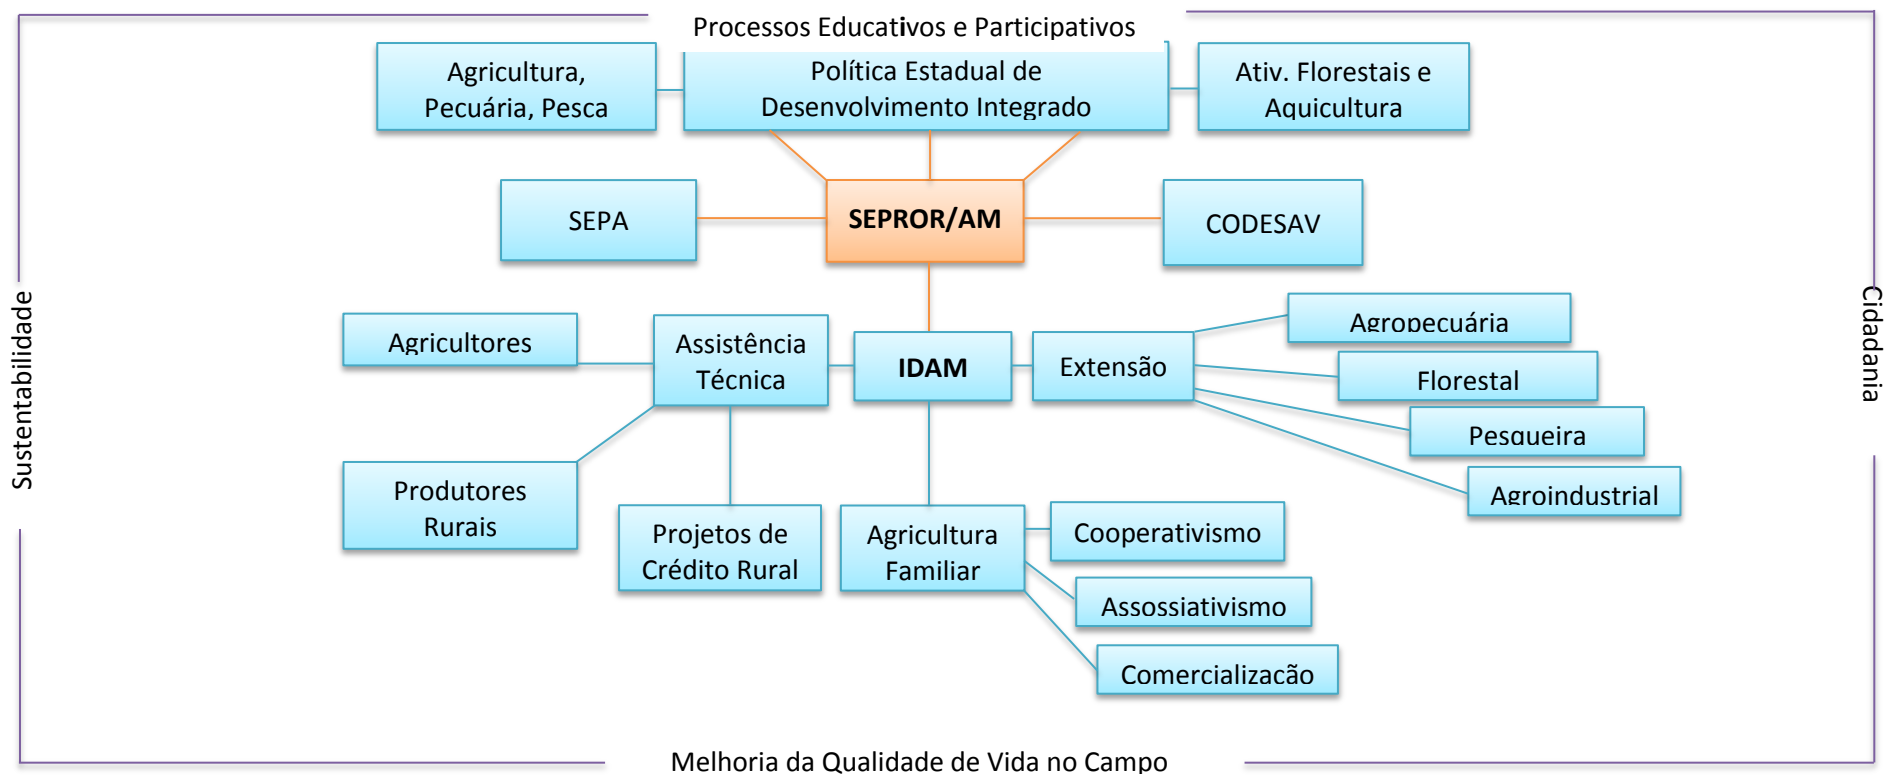 Processos Educativos e Participativos
Agricultura,
Pecuária, Pesca
Política Estadual de
Desenvolvimento Integrado
Ativ. Florestais e
Aquicultura
SEPA
SEPROR/AM
CODESAV
Sustentabilidade
Cidadania
Agricultores
Assistência
Técnica
IDAM
Extensão
Agropecuária
Florestal
Pesqueira
Agroindustrial
Produtores
Rurais
Projetos de
Crédito Rural
Agricultura
Familiar
Cooperativismo
Assossiativismo
Comercialização
Melhoria da Qualidade de Vida no Campo